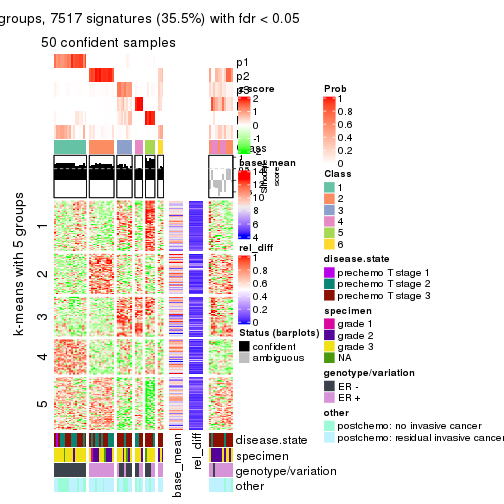 groups, 7517 signatures (35.5%) with fdr < 0.05
50 confident samples
p1
p2
z-score
2
1
0
-1
base_mean
14
12
8
6
4
rel_diff
1
0.8
0.6
0.4
0.2
0
Status (barplots)
confident
ambiguous
Prob
1
0.8
0.6
0.4
0.2
0
Class
1
2
3
4
5
6
disease.state
prechemo T stage 1
prechemo T stage 2
prechemo T stage 3
specimen
grade 1
grade 2
grade 3
NA
genotype/variation
ER -
ER +
other
postchemo: no invasive cancer
postchemo: residual invasive cancer
k-means with 5 groups
1
2
3
4
5
disease.state
specimen
genotype/variation
other
base_mean
rel_diff